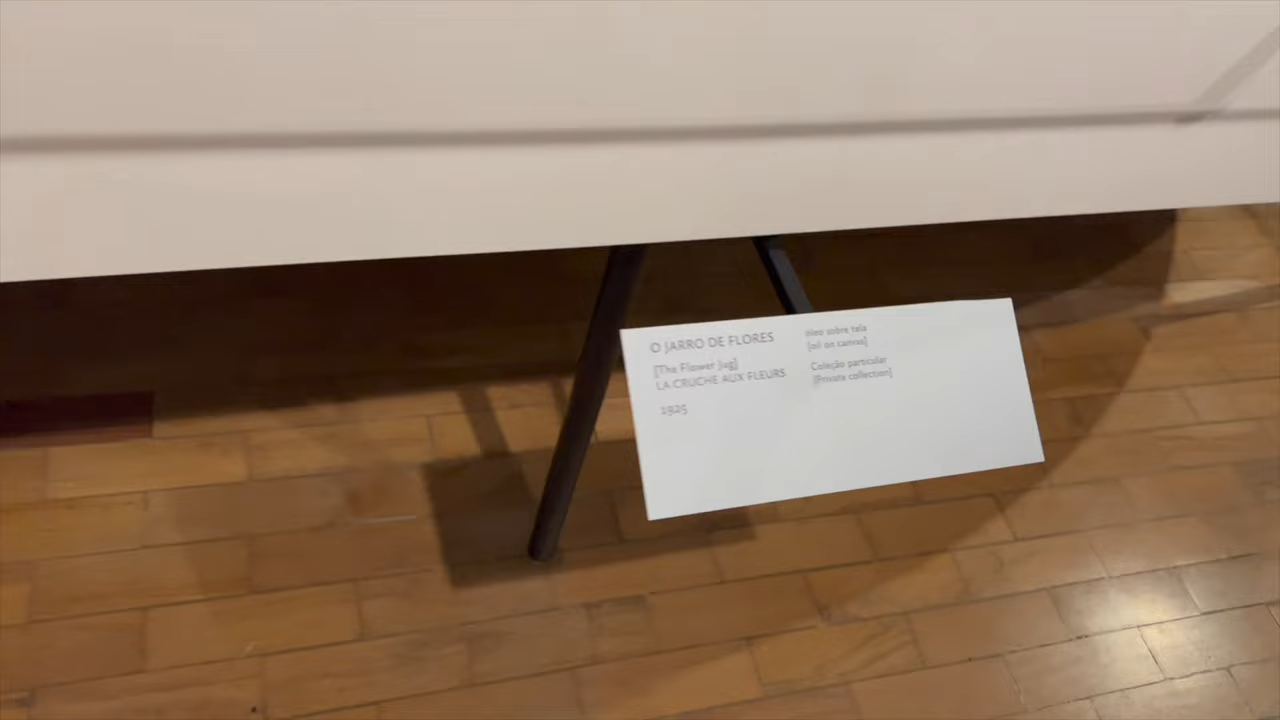 O JARRO DE FLORES
[The Flower Jug]
LA CRUCHE AUX FLEURS
1925
óleo sobre tela
[oil on canvas]
Coleção particular
[Private collection]